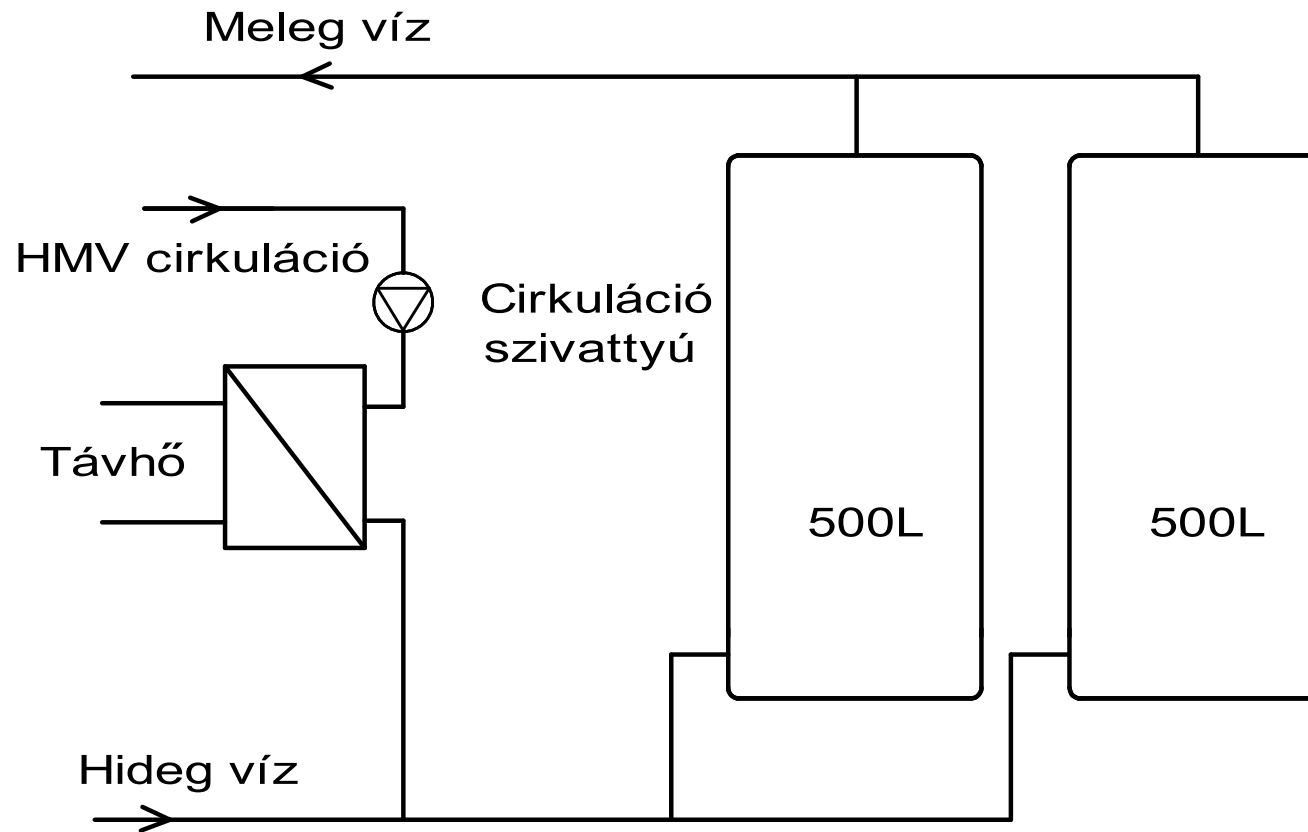 Meleg víz
HMV cirkuláció
Cirkuláció
szivattyú
Távhő
500L
500L
Hideg víz